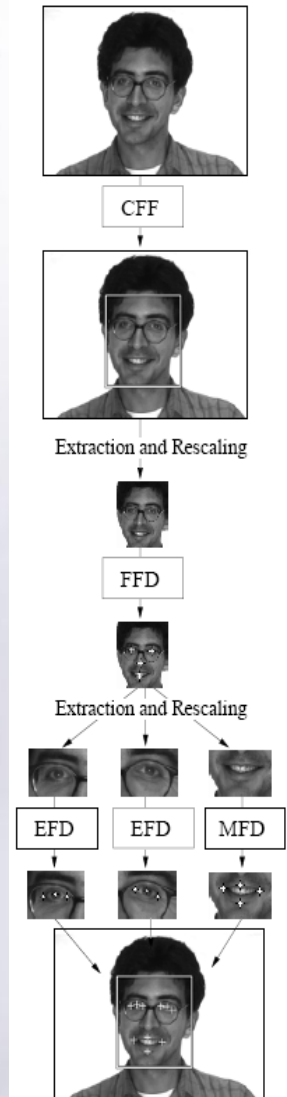 CFF
Extraction and Rescaling
FFD
Extraction and Rescaling
EFD EFD MFD